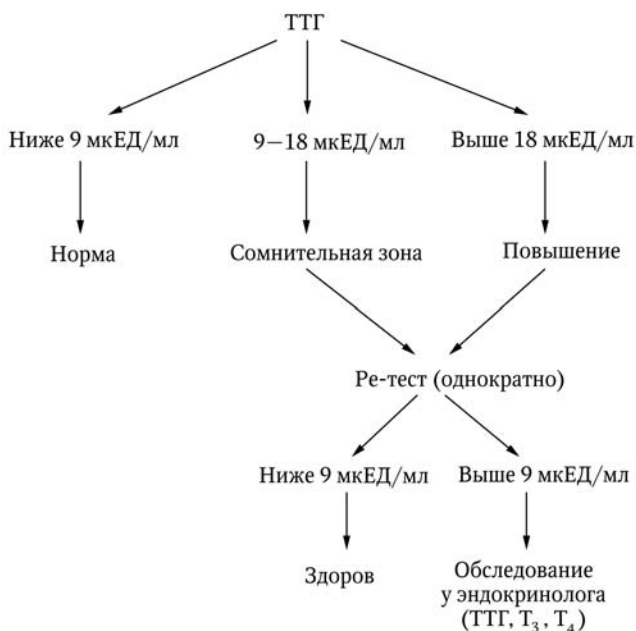 ТТГ
Ниже 9 мкЕД/мл
9—18 мкЕД/мл
Выше 18 мкЕД/мл
Норма
Сомнительная зона
Повышение
Ре-тест (однократно)
Ниже 9 мкЕД/мл
Выше 9 мкЕД/мл
Здоров
Обследование
у эндокринолога
(ТТГ, Т₃, Т₄)